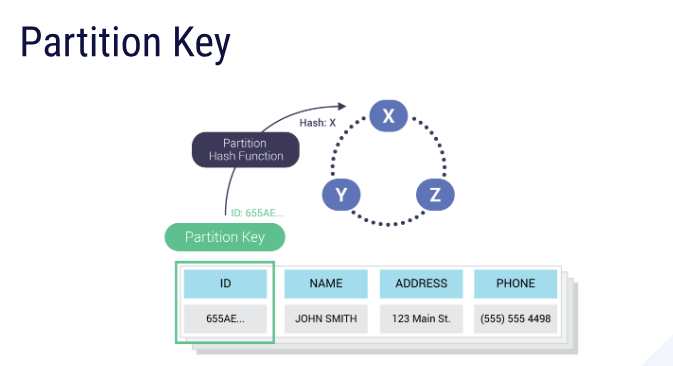 Partition Key
X
Hash: X
Partition
Hash Function
Y
Z
ID: 655AE...
Partition Key
ID NAME ADDRESS PHONE
655AE... JOHN SMITH 123 Main St. (555) 555 4498